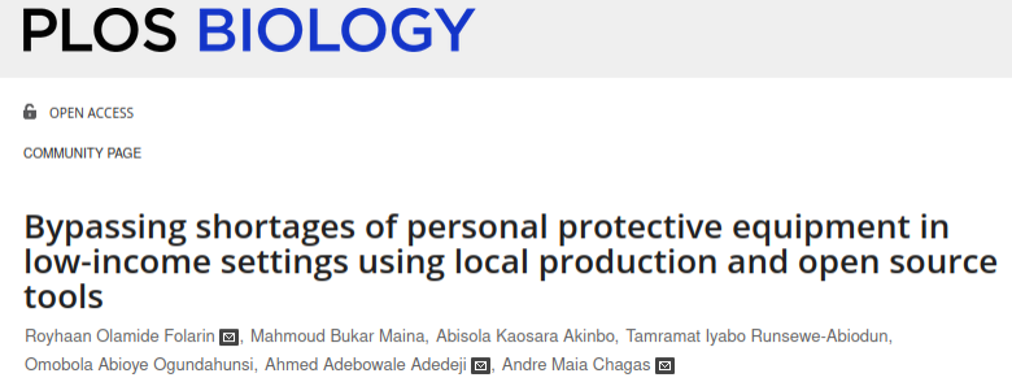 PLOS BIOLOGY
OPEN ACCESS
COMMUNITY PAGE
Bypassing shortages of personal protective equipment in
low-income settings using local production and open source
tools
Royhaan Olamide Folarin , Mahmoud Bukar Maina, Abisola Kaosara Akinbo, Tamramat Iyabo Runsewe-Abiodun,
Omobola Abioye Ogundahunsi, Ahmed Adebowale Adedeji , Andre Maia Chagas